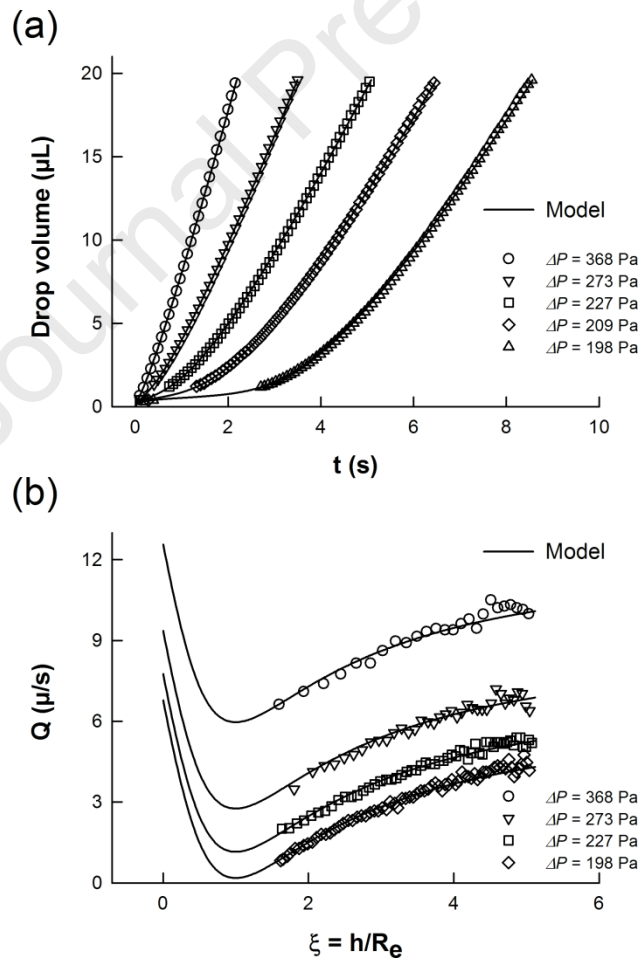 (a)
Journal Pre
20
15
10
5
0
Drop volume (µL)
Model
ΔP = 368 Pa
ΔP = 273 Pa
ΔP = 227 Pa
ΔP = 209 Pa
ΔP = 198 Pa
0 2 4 6 8 10
t (s)
(b)
12
9
6
3
0
Q (µ/s)
Model
ΔP = 368 Pa
ΔP = 273 Pa
ΔP = 227 Pa
ΔP = 198 Pa
0 2 4 6
ξ = h/Re